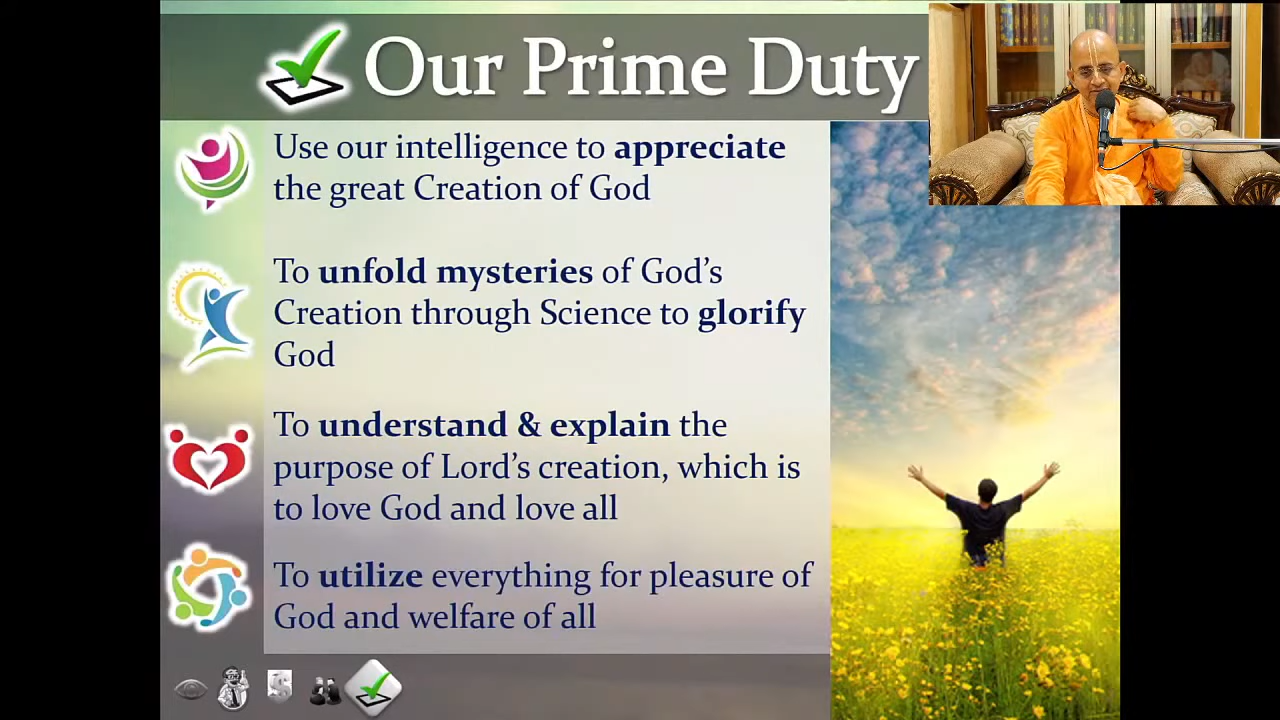 Our Prime Duty
Use our intelligence to appreciate
the great Creation of God
To unfold mysteries of God's
Creation through Science to glorify
God
To understand & explain the
purpose of Lord's creation, which is
to love God and love all
To utilize everything for pleasure of
God and welfare of all